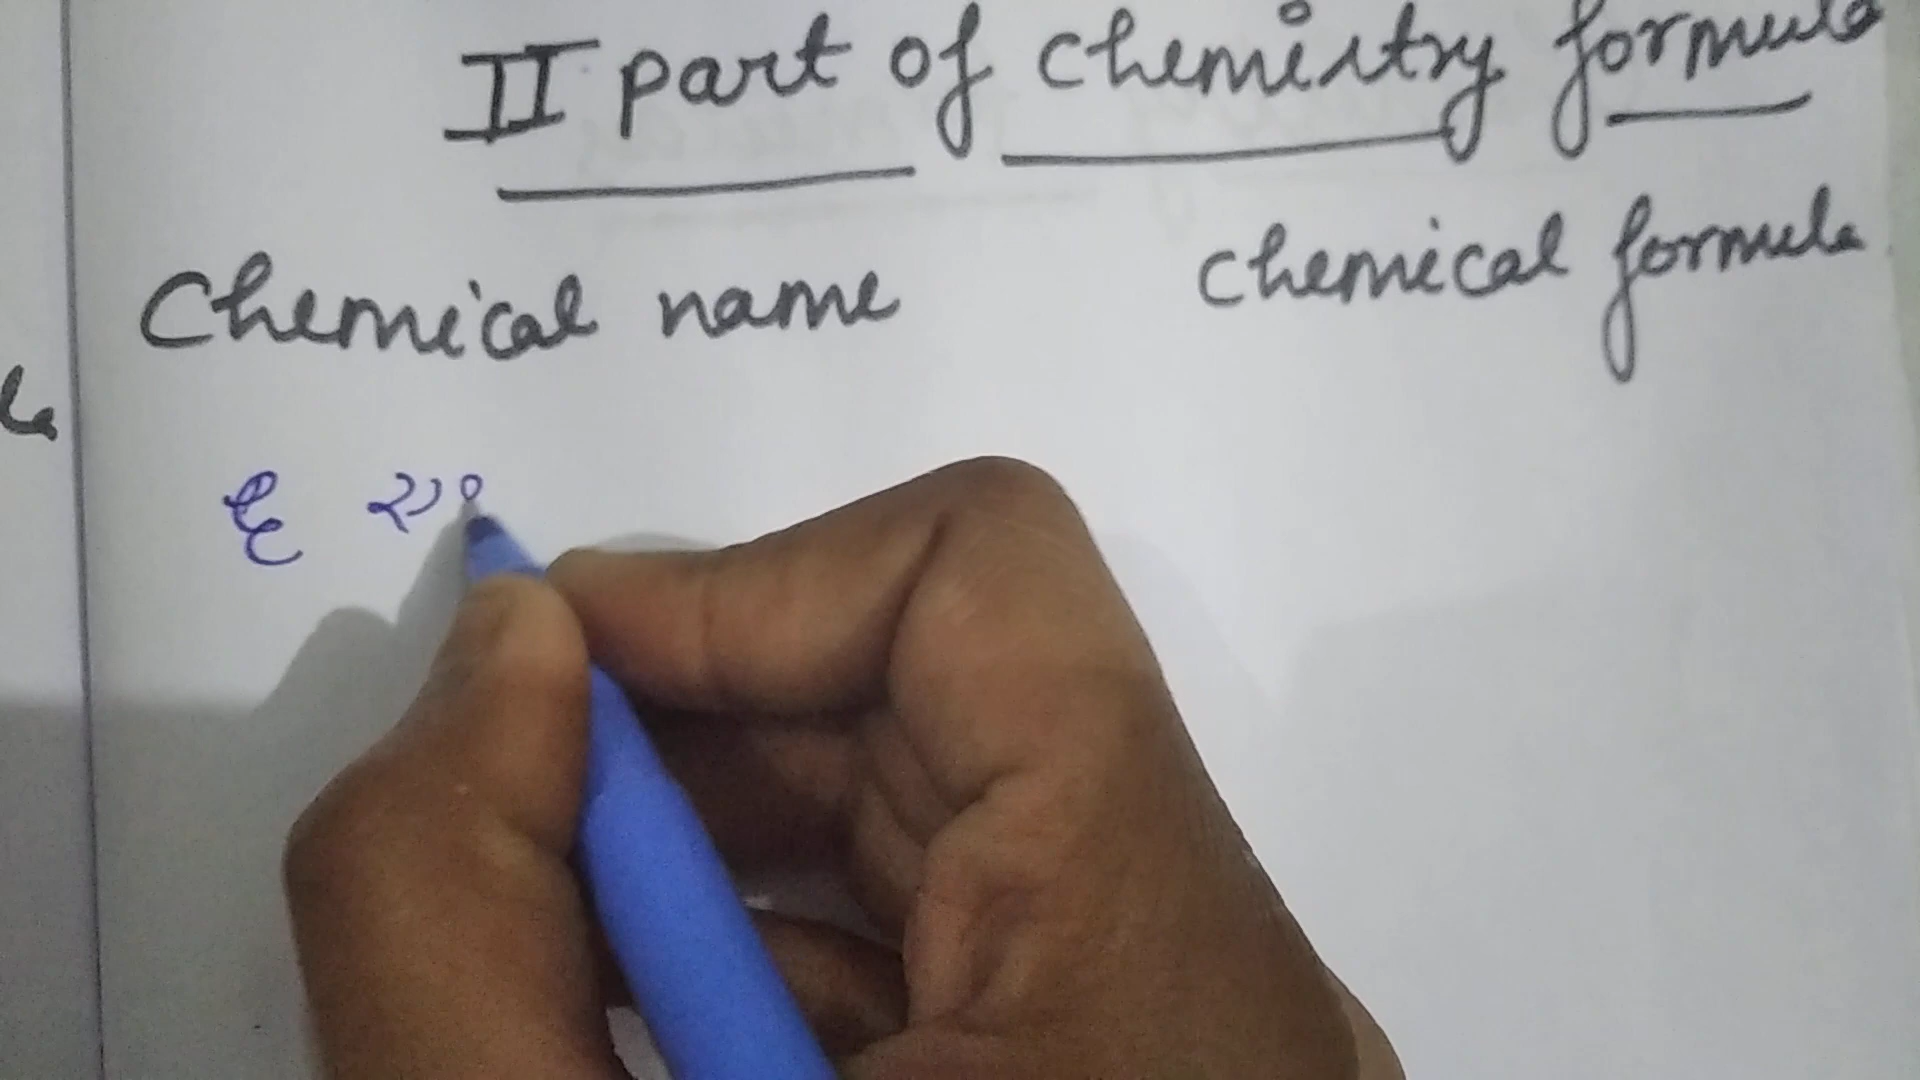 II part of chemistry formula
Chemical name chemical formula